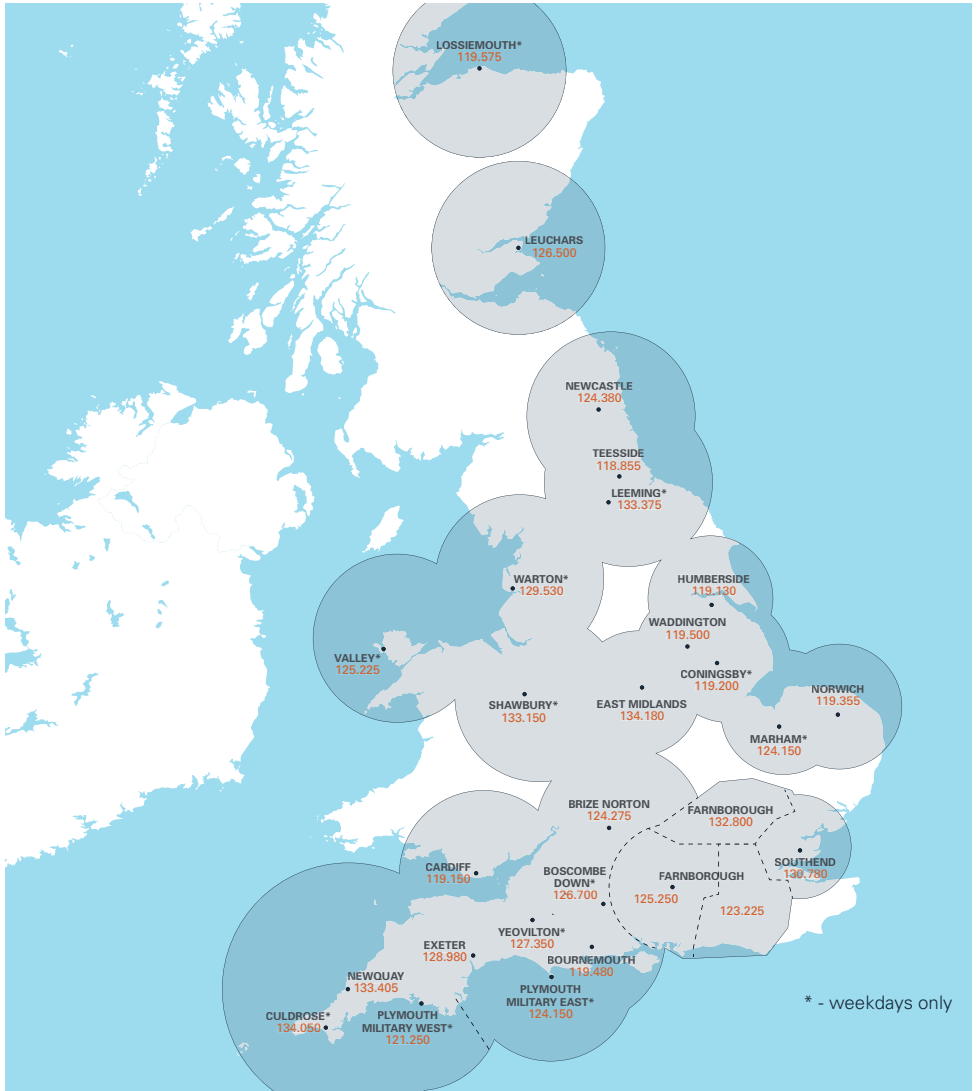 LOSSIEMOUTH*
119.575
LEUCHARS
126.500
NEWCASTLE
124.380
TEESSIDE
118.855
LEEMING*
133.375
WARTON*
129.530
HUMBERSIDE
119.130
WADDINGTON
119.500
VALLEY*
125.225
CONINGSBY*
119.200
SHAWBURY*
133.150
EAST MIDLANDS
134.180
NORWICH
119.355
MARHAM*
124.150
BRIZE NORTON
124.275
FARNBOROUGH
132.800
CARDIFF
119.150
BOSCOMBE
DOWN*
126.700
FARNBOROUGH
125.250
123.225
SOUTHEND
130.780
YEOVILTON*
127.350
EXETER
128.980
BOURNEMOUTH
119.480
NEWQUAY
133.405
PLYMOUTH
MILITARY EAST*
124.150
CULDROSE*
134.050
PLYMOUTH
MILITARY WEST*
121.250
* - weekdays only